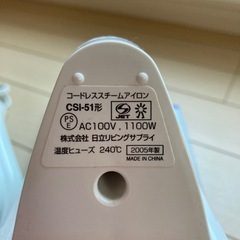 コードレススチームアイロン
CSI-51形
PS
E
JET
AC100V, 1100W
株式会社 日立リビングサプライ
温度ヒューズ 240℃ 2005年製
MADE IN CHINA